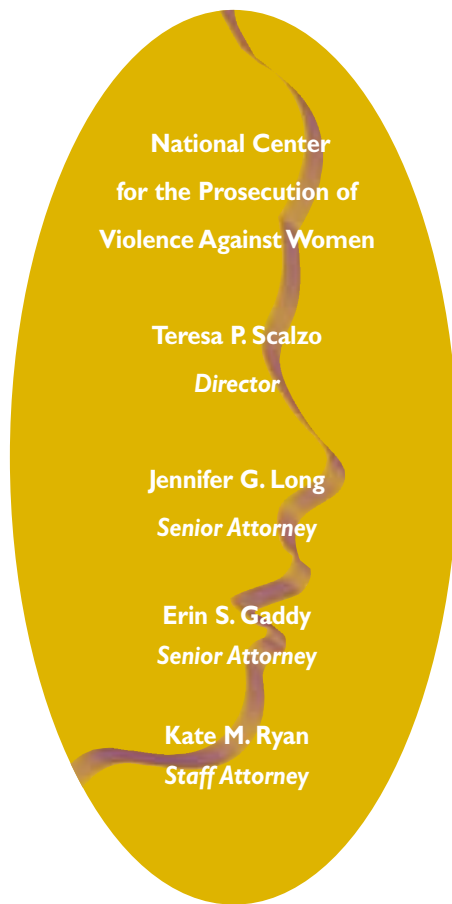 National Center
for the Prosecution of
Violence Against Women
Teresa P. Scalzo
Director
Jennifer G. Long
Senior Attorney
Erin S. Gaddy
Senior Attorney
Kate M. Ryan
Staff Attorney